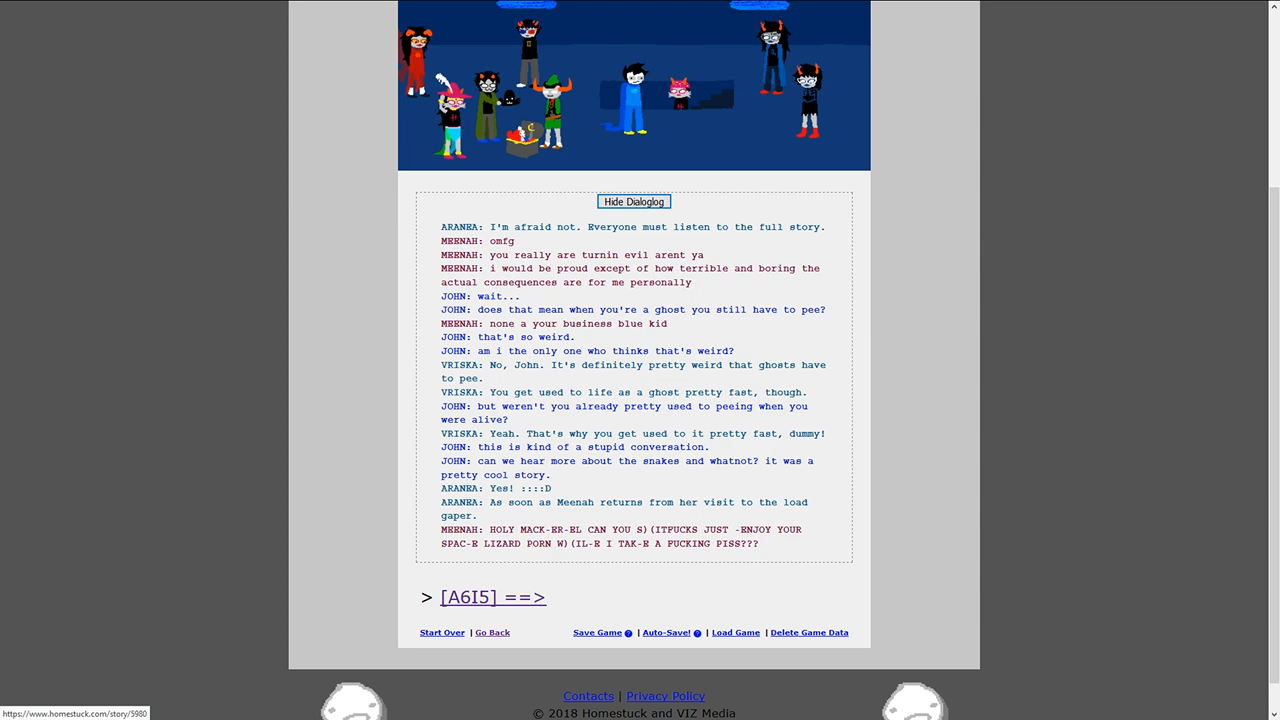 Hide Dialoglog
ARANEA: I'm afraid not. Everyone must listen to the full story.
MEENAH: omfg
MEENAH: you really are turnin evil arent ya
MEENAH: i would be proud except of how terrible and boring the
actual consequences are for me personally
JOHN: wait...
JOHN: does that mean when you're a ghost you still have to pee?
MEENAH: none a your business blue kid
JOHN: that's so weird.
JOHN: am i the only one who thinks that's weird?
VRISKA: No, John. It's definitely pretty weird that ghosts have
to pee.
VRISKA: You get used to life as a ghost pretty fast, though.
JOHN: but weren't you already pretty used to peeing when you
were alive?
VRISKA: Yeah. That's why you get used to it pretty fast, dummy!
JOHN: this is kind of a stupid conversation.
JOHN: can we hear more about the snakes and whatnot? it was a
pretty cool story.
ARANEA: Yes! ::::D
ARANEA: As soon as Meenah returns from her visit to the load
gaper.
MEENAH: HOLY MACK-ER-EL CAN YOU S)(ITFUCKS JUST -ENJOY YOUR
SPAC-E LIZARD PORN W)(IL-E I TAK-E A FUCKING PISS???
> [A6I5] ==>
Start Over | Go Back Save Game ? | Auto-Save! ? | Load Game | Delete Game Data
Contacts | Privacy Policy
© 2018 Homestuck and VIZ Media
https://www.homestuck.com/story/5980